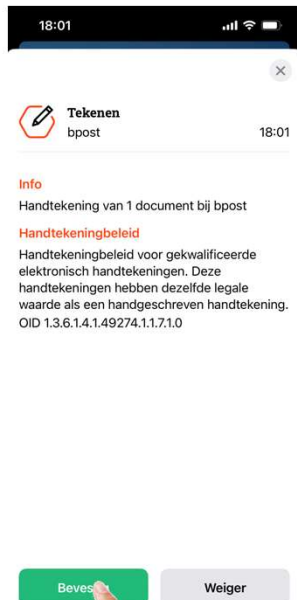 18:01
Tekenen
bpost 18:01
Info
Handtekening van 1 document bij bpost
Handtekeningbeleid
Handtekeningbeleid voor gekwalificeerde
elektronisch handtekeningen. Deze
handtekeningen hebben dezelfde legale
waarde als een handgeschreven handtekening.
OID 1.3.6.1.4.1.49274.1.1.7.1.0
Weiger